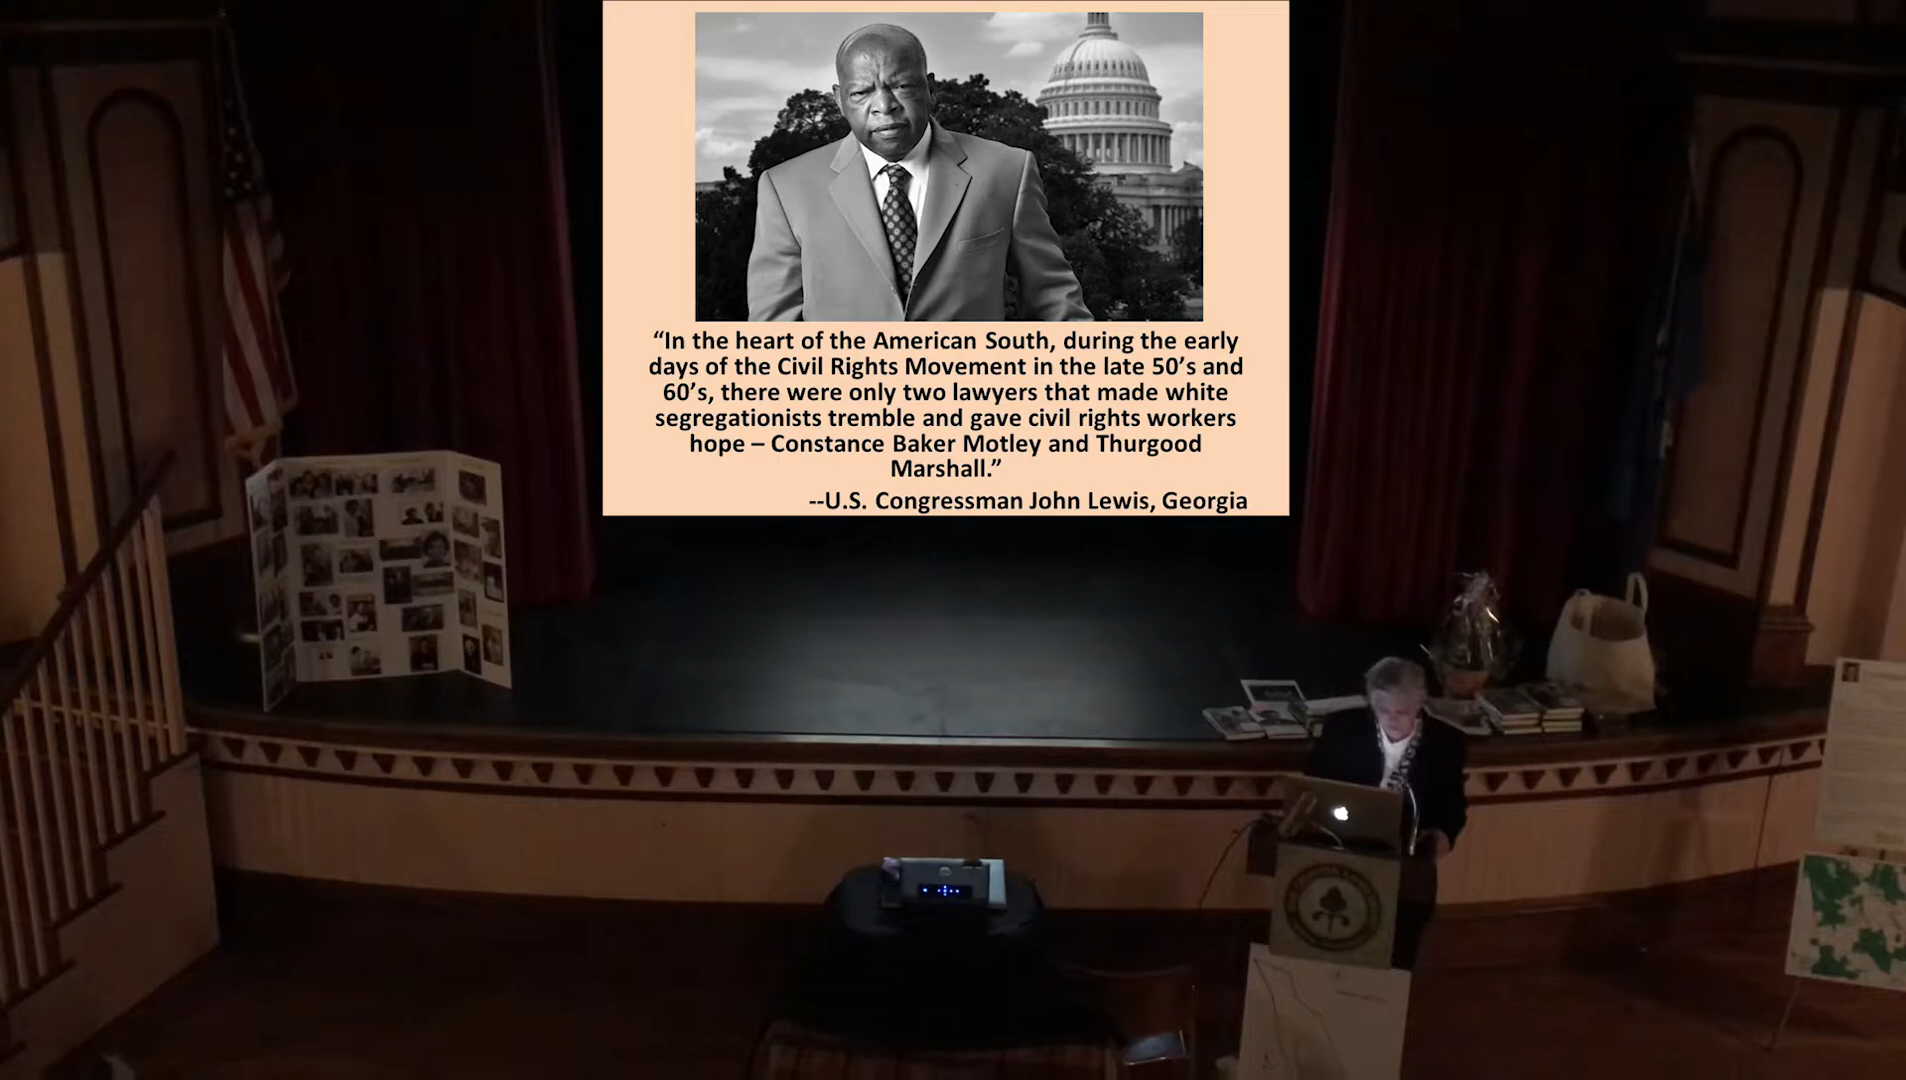 “In the heart of the American South, during the early
days of the Civil Rights Movement in the late 50’s and
60’s, there were only two lawyers that made white
segregationists tremble and gave civil rights workers
hope – Constance Baker Motley and Thurgood
Marshall.”
--U.S. Congressman John Lewis, Georgia